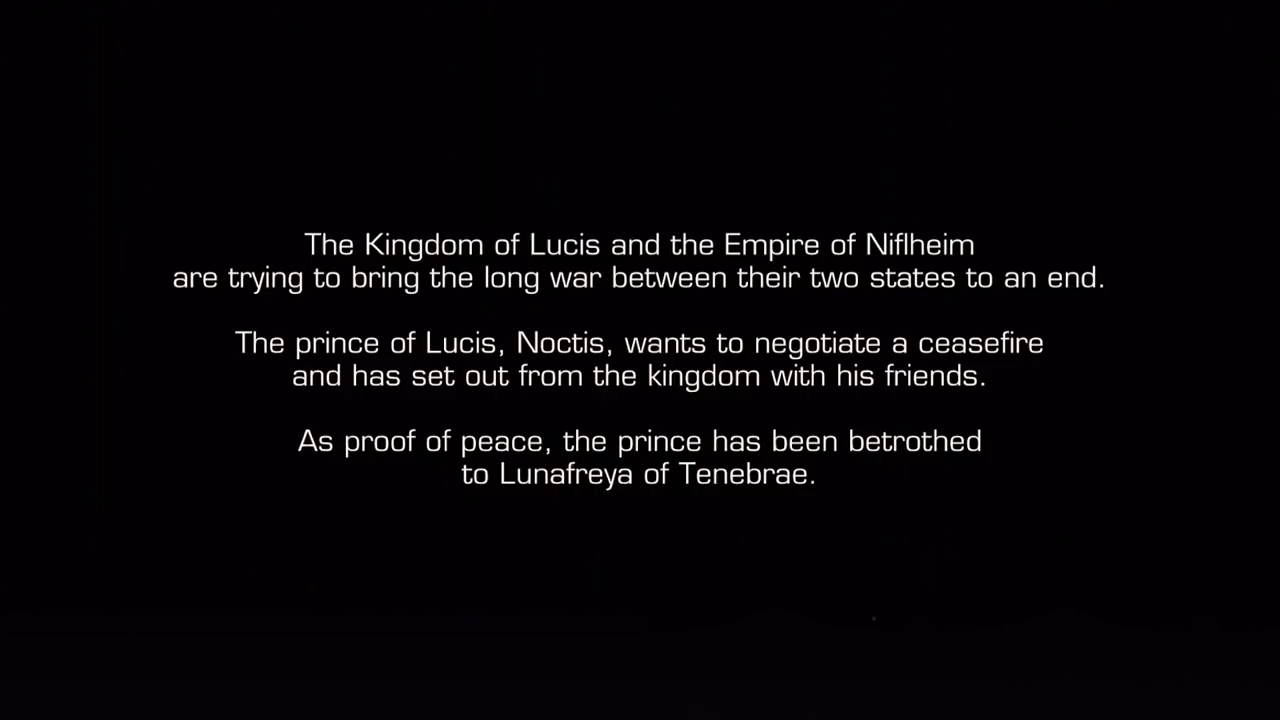 The Kingdom of Lucis and the Empire of Niflheim
are trying to bring the long war between their two states to an end.
The prince of Lucis, Noctis, wants to negotiate a ceasefire
and has set out from the kingdom with his friends.
As proof of peace, the prince has been betrothed
to Lunafreya of Tenebrae.